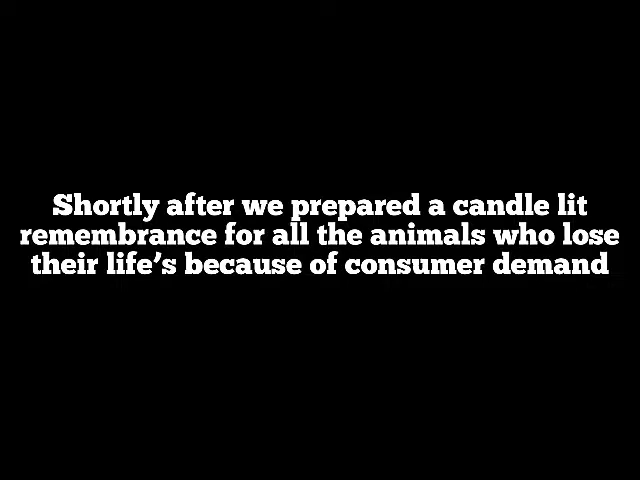 Shortly after we prepared a candle lit
remembrance for all the animals who lose
their life’s because of consumer demand